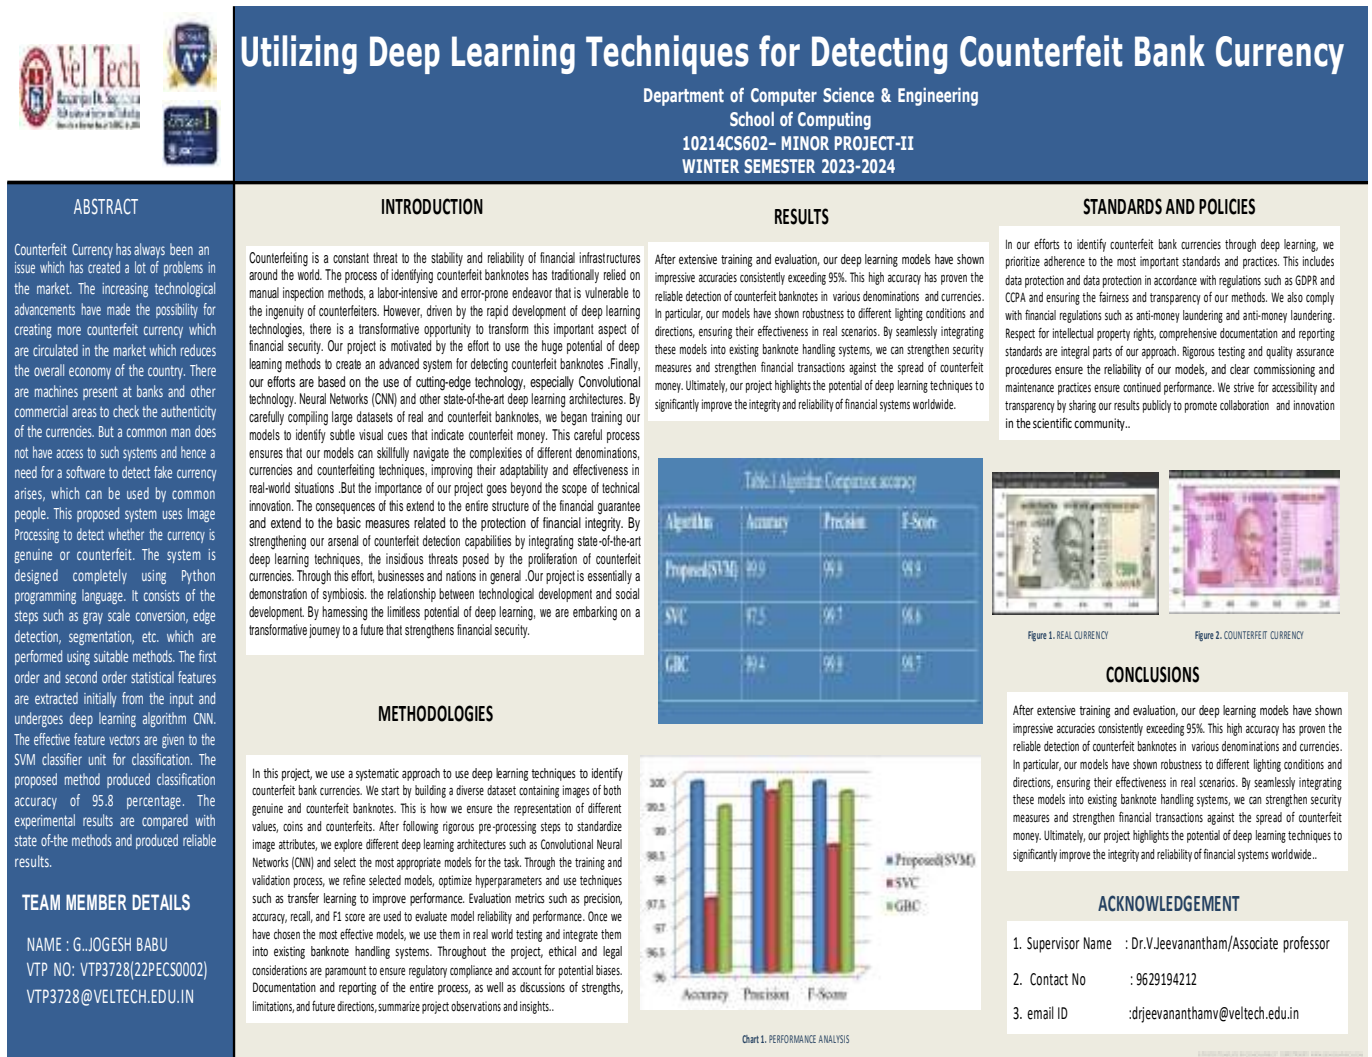 Vel Tech
A++
Utilizing Deep Learning Techniques for Detecting Counterfeit Bank Currency
Department of Computer Science & Engineering
School of Computing
10214CS602– MINOR PROJECT-II
WINTER SEMESTER 2023-2024
ABSTRACT
Counterfeit Currency has always been an
issue which has created a lot of problems in
the market. The increasing technological
advancements have made the possibility for
creating more counterfeit currency which
are circulated in the market which reduces
the overall economy of the country. There
are machines present at banks and other
commercial areas to check the authenticity
of the currencies. But a common man does
not have access to such systems and hence a
need for a software to detect fake currency
arises, which can be used by common
people. This proposed system uses Image
Processing to detect whether the currency is
genuine or counterfeit. The system is
designed completely using Python
programming language. It consists of the
steps such as gray scale conversion, edge
detection, segmentation, etc. which are
performed using suitable methods. The first
order and second order statistical features
are extracted initially from the input and
undergoes deep learning algorithm CNN.
The effective feature vectors are given to the
SVM classifier unit for classification. The
proposed method produced classification
accuracy of 95.8 percentage. The
experimental results are compared with
state of-the methods and produced reliable
results.
TEAM MEMBER DETAILS
NAME : G..JOGESH BABU
VTP NO: VTP3728(22PECS0002)
VTP3728@VELTECH.EDU.IN
INTRODUCTION
Counterfeiting is a constant threat to the stability and reliability of financial infrastructures
around the world. The process of identifying counterfeit banknotes has traditionally relied on
manual inspection methods, a labor-intensive and error-prone endeavor that is vulnerable to
the ingenuity of counterfeiters. However, driven by the rapid development of deep learning
technologies, there is a transformative opportunity to transform this important aspect of
financial security. Our project is motivated by the effort to use the huge potential of deep
learning methods to create an advanced system for detecting counterfeit banknotes .Finally,
our efforts are based on the use of cutting-edge technology, especially Convolutional
technology. Neural Networks (CNN) and other state-of-the-art deep learning architectures. By
carefully compiling large datasets of real and counterfeit banknotes, we began training our
models to identify subtle visual cues that indicate counterfeit money. This careful process
ensures that our models can skillfully navigate the complexities of different denominations,
currencies and counterfeiting techniques, improving their adaptability and effectiveness in
real-world situations .But the importance of our project goes beyond the scope of technical
innovation. The consequences of this extend to the entire structure of the financial guarantee
and extend to the basic measures related to the protection of financial integrity. By
strengthening our arsenal of counterfeit detection capabilities by integrating state-of-the-art
deep learning techniques, the insidious threats posed by the proliferation of counterfeit
currencies. Through this effort, businesses and nations in general .Our project is essentially a
demonstration of symbiosis. the relationship between technological development and social
development. By harnessing the limitless potential of deep learning, we are embarking on a
transformative journey to a future that strengthens financial security.
METHODOLOGIES
In this project, we use a systematic approach to use deep learning techniques to identify
counterfeit bank currencies. We start by building a diverse dataset containing images of both
genuine and counterfeit banknotes. This is how we ensure the representation of different
values, coins and counterfeits. After following rigorous pre-processing steps to standardize
image attributes, we explore different deep learning architectures such as Convolutional Neural
Networks (CNN) and select the most appropriate models for the task. Through the training and
validation process, we refine selected models, optimize hyperparameters and use techniques
such as transfer learning to improve performance. Evaluation metrics such as precision,
accuracy, recall, and F1 score are used to evaluate model reliability and performance. Once we
have chosen the most effective models, we use them in real world testing and integrate them
into existing banknote handling systems. Throughout the project, ethical and legal
considerations are paramount to ensure regulatory compliance and account for potential biases.
Documentation and reporting of the entire process, as well as discussions of strengths,
limitations, and future directions, summarize project observations and insights..
RESULTS
After extensive training and evaluation, our deep learning models have shown
impressive accuracies consistently exceeding 95%. This high accuracy has proven the
reliable detection of counterfeit banknotes in various denominations and currencies.
In particular, our models have shown robustness to different lighting conditions and
directions, ensuring their effectiveness in real scenarios. By seamlessly integrating
these models into existing banknote handling systems, we can strengthen security
measures and strengthen financial transactions against the spread of counterfeit
money. Ultimately, our project highlights the potential of deep learning techniques to
significantly improve the integrity and reliability of financial systems worldwide.
Table.1 Algorithm Comparison accuracy
Algorithm Accuracy Precision F-Score
Proposed(SVM) 99.9 99.9 99.9
SVC 97.5 99.7 98.6
GBC 99.4 99.8 98.7
100
99.5
99
98.5
98
97.5
97
96.5
96
Accuracy Precision F-Score
Proposed(SVM)
SVC
GBC
Chart 1. PERFORMANCE ANALYSIS
STANDARDS AND POLICIES
In our efforts to identify counterfeit bank currencies through deep learning, we
prioritize adherence to the most important standards and practices. This includes
data protection and data protection in accordance with regulations such as GDPR and
CCPA and ensuring the fairness and transparency of our methods. We also comply
with financial regulations such as anti-money laundering and anti-money laundering.
Respect for intellectual property rights, comprehensive documentation and reporting
standards are integral parts of our approach. Rigorous testing and quality assurance
procedures ensure the reliability of our models, and clear commissioning and
maintenance practices ensure continued performance. We strive for accessibility and
transparency by sharing our results publicly to promote collaboration and innovation
in the scientific community..
Figure 1. REAL CURRENCY
Figure 2. COUNTERFEIT CURRENCY
CONCLUSIONS
After extensive training and evaluation, our deep learning models have shown
impressive accuracies consistently exceeding 95%. This high accuracy has proven the
reliable detection of counterfeit banknotes in various denominations and currencies.
In particular, our models have shown robustness to different lighting conditions and
directions, ensuring their effectiveness in real scenarios. By seamlessly integrating
these models into existing banknote handling systems, we can strengthen security
measures and strengthen financial transactions against the spread of counterfeit
money. Ultimately, our project highlights the potential of deep learning techniques to
significantly improve the integrity and reliability of financial systems worldwide..
ACKNOWLEDGEMENT
1. Supervisor Name : Dr.V.Jeevanantham/Associate professor
2. Contact No : 9629194212
3. email ID :drjeevananthamv@veltech.edu.in